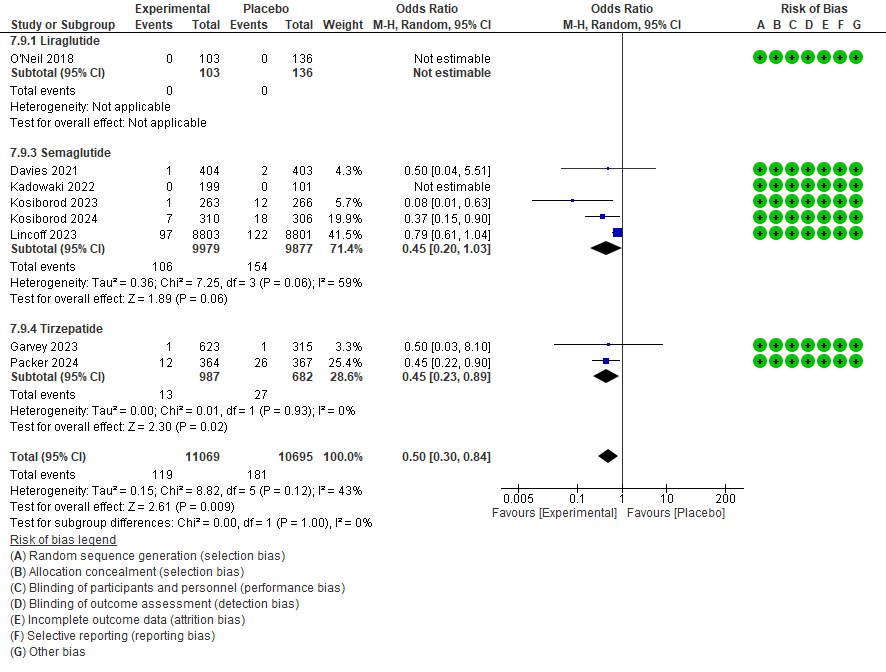 Experimental Placebo Odds Ratio Odds Ratio Risk of Bias
Study or Subgroup Events Total Events Total Weight M-H, Random, 95% CI M-H, Random, 95% CI A B C D E F G
7.9.1 Liraglutide
O'Neil 2018 0 103 0 136 Not estimable + + + + + + +
Subtotal (95% CI) 103 136 Not estimable
Total events 0 0
Heterogeneity: Not applicable
Test for overall effect: Not applicable
7.9.3 Semaglutide
Davies 2021 1 404 2 403 4.3% 0.50 [0.04, 5.51] + + + + + + +
Kadowaki 2022 0 199 0 101 Not estimable + + + + + + +
Kosiborod 2023 1 263 12 266 5.7% 0.08 [0.01, 0.63] + + + + + + +
Kosiborod 2024 7 310 18 306 19.9% 0.37 [0.15, 0.90] + + + + + + +
Lincoff 2023 97 8803 122 8801 41.5% 0.79 [0.61, 1.04] + + + + + + +
Subtotal (95% CI) 9979 9877 71.4% 0.45 [0.20, 1.03]
Total events 106 154
Heterogeneity: Tau² = 0.36; Chi² = 7.25, df = 3 (P = 0.06); I² = 59%
Test for overall effect: Z = 1.89 (P = 0.06)
7.9.4 Tirzepatide
Garvey 2023 1 623 1 315 3.3% 0.50 [0.03, 8.10] + + + + + + +
Packer 2024 12 364 26 367 25.4% 0.45 [0.22, 0.90] + + + + + + +
Subtotal (95% CI) 987 682 28.6% 0.45 [0.23, 0.89]
Total events 13 27
Heterogeneity: Tau² = 0.00; Chi² = 0.01, df = 1 (P = 0.93); I² = 0%
Test for overall effect: Z = 2.30 (P = 0.02)
Total (95% CI) 11069 10695 100.0% 0.50 [0.30, 0.84]
Total events 119 181
Heterogeneity: Tau² = 0.15; Chi² = 8.82, df = 5 (P = 0.12); I² = 43%
Test for overall effect: Z = 2.61 (P = 0.009)
Test for subgroup differences: Chi² = 0.00, df = 1 (P = 1.00), I² = 0%
0.005 0.1 1 10 200
Favours [Experimental] Favours [Placebo]
Risk of bias legend
(A) Random sequence generation (selection bias)
(B) Allocation concealment (selection bias)
(C) Blinding of participants and personnel (performance bias)
(D) Blinding of outcome assessment (detection bias)
(E) Incomplete outcome data (attrition bias)
(F) Selective reporting (reporting bias)
(G) Other bias